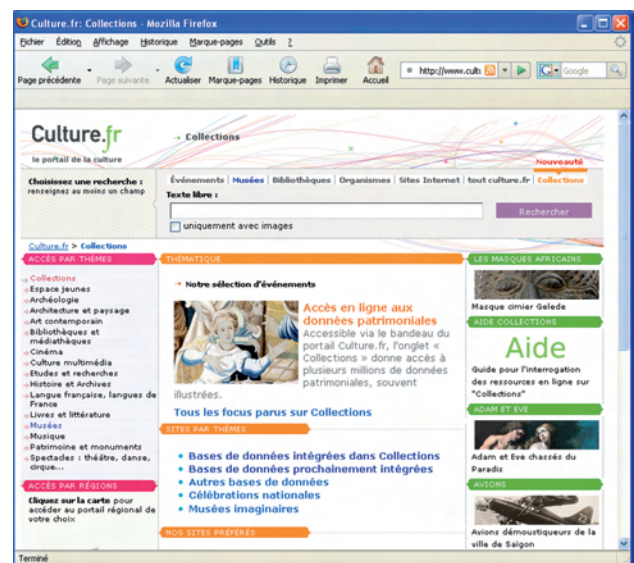 Culture.fr: Collections - Mozilla Firefox
Fichier Édition Affichage Historique Marque-pages Outils ?
Page précédente Page suivante Actualiser Marque-pages Historique Imprimer Accueil http://www.cult Google
Culture.fr
le portail de la culture
→ Collections
Nouveauté
Choisissez une recherche :
renseignez au moins un champ
Événements | Musées | Bibliothèques | Organismes | Sites Internet | tout culture.fr | Collections
Texte libre :
Rechercher
uniquement avec images
Culture.fr > Collections
ACCÈS PAR THÈMES
Collections
Espace jeunes
Archéologie
Architecture et paysage
Art contemporain
Bibliothèques et
médiathèques
Cinéma
Culture multimédia
Etudes et recherches
Histoire et Archives
Langue française, langues de
France
Livres et littérature
Musées
Musique
Patrimoine et monuments
Spectacles : théâtre, danse,
cirque...
ACCÈS PAR RÉGIONS
Cliquez sur la carte pour
accéder au portail régional de
votre choix
THÉMATIQUE
→ Notre sélection d'événements
Accès en ligne aux
données patrimoniales
Accessible via le bandeau du
portail Culture.fr, l'onglet «
Collections » donne accès à
plusieurs millions de données
patrimoniales, souvent
illustrées.
Tous les focus parus sur Collections
SITES PAR THÈMES
• Bases de données intégrées dans Collections
• Bases de données prochainement intégrées
• Autres bases de données
• Célébrations nationales
• Musées imaginaires
NOS SITES PRÉFÉRÉS
LES MASQUES AFRICAINS
Masque cimier Gelede
AIDE COLLECTIONS
Aide
Guide pour l'interrogation
des ressources en ligne sur
"Collections"
ADAM ET EVE
Adam et Eve chassés du
Paradis
AVIONS
Avions démoustiqueurs de la
ville de Saigon
Terminé